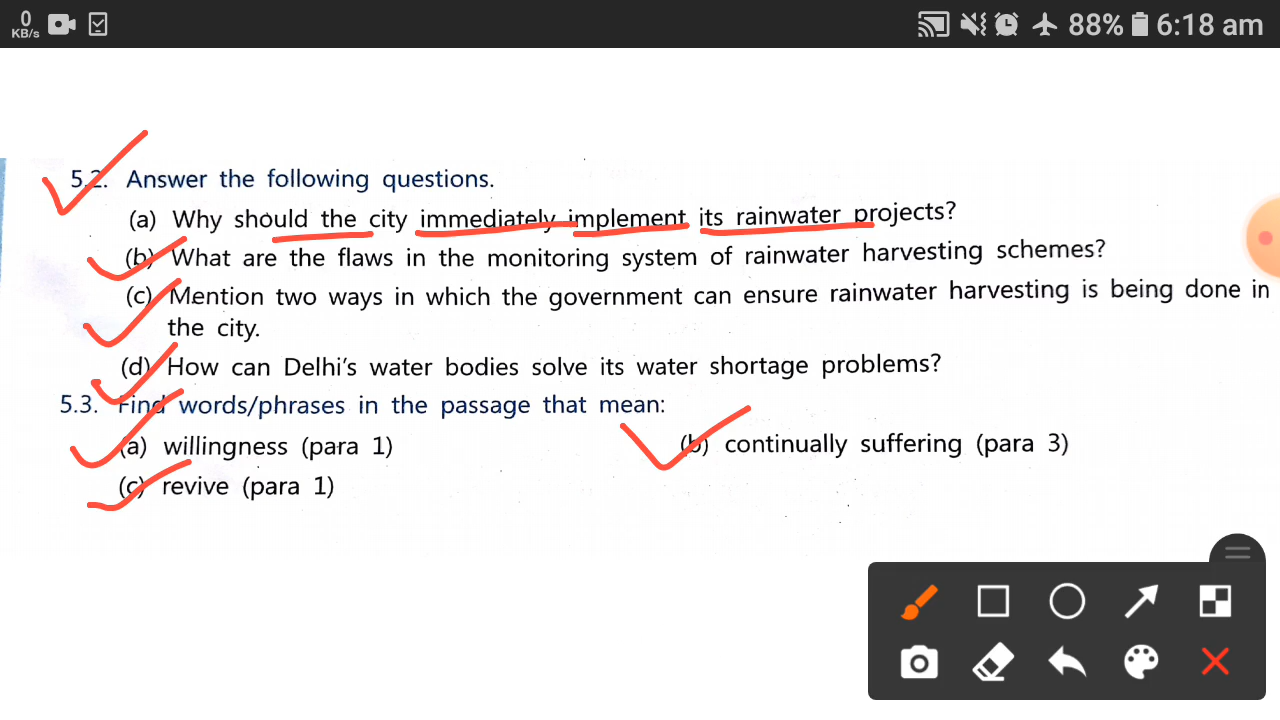 0
KB/s
88% 6:18 am
5.2. Answer the following questions.
(a) Why should the city immediately implement its rainwater projects?
(b) What are the flaws in the monitoring system of rainwater harvesting schemes?
(c) Mention two ways in which the government can ensure rainwater harvesting is being done in
the city.
(d) How can Delhi's water bodies solve its water shortage problems?
5.3. Find words/phrases in the passage that mean:
(a) willingness (para 1) (b) continually suffering (para 3)
(c) revive (para 1)